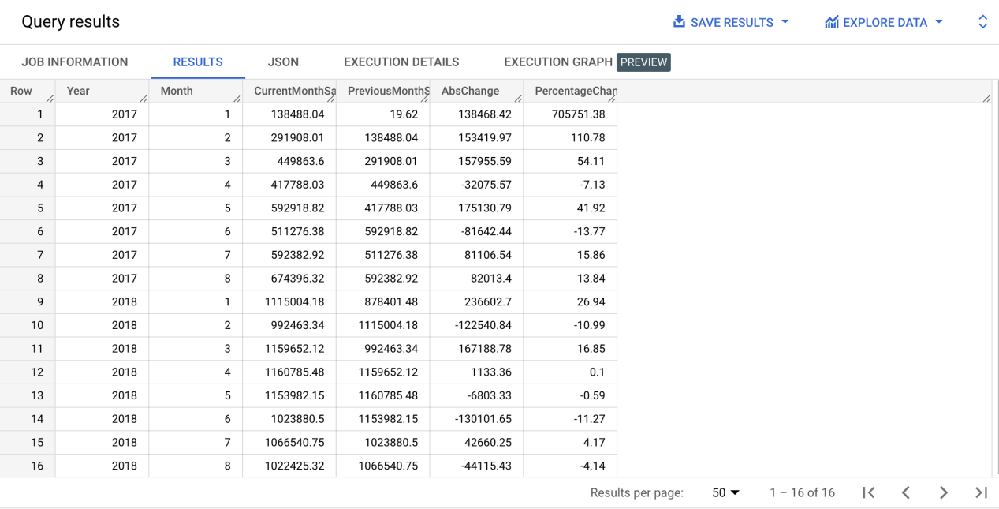 Query results SAVE RESULTS EXPLORE DATA
JOB INFORMATION RESULTS JSON EXECUTION DETAILS EXECUTION GRAPH PREVIEW
Row Year Month CurrentMonthSa PreviousMonthS AbsChange PercentageChan
1 2017 1 138488.04 19.62 138468.42 705751.38
2 2017 2 291908.01 138488.04 153419.97 110.78
3 2017 3 449863.6 291908.01 157955.59 54.11
4 2017 4 417788.03 449863.6 -32075.57 -7.13
5 2017 5 592918.82 417788.03 175130.79 41.92
6 2017 6 511276.38 592918.82 -81642.44 -13.77
7 2017 7 592382.92 511276.38 81106.54 15.86
8 2017 8 674396.32 592382.92 82013.4 13.84
9 2018 1 1115004.18 878401.48 236602.7 26.94
10 2018 2 992463.34 1115004.18 -122540.84 -10.99
11 2018 3 1159652.12 992463.34 167188.78 16.85
12 2018 4 1160785.48 1159652.12 1133.36 0.1
13 2018 5 1153982.15 1160785.48 -6803.33 -0.59
14 2018 6 1023880.5 1153982.15 -130101.65 -11.27
15 2018 7 1066540.75 1023880.5 42660.25 4.17
16 2018 8 1022425.32 1066540.75 -44115.43 -4.14
Results per page: 50 1 – 16 of 16